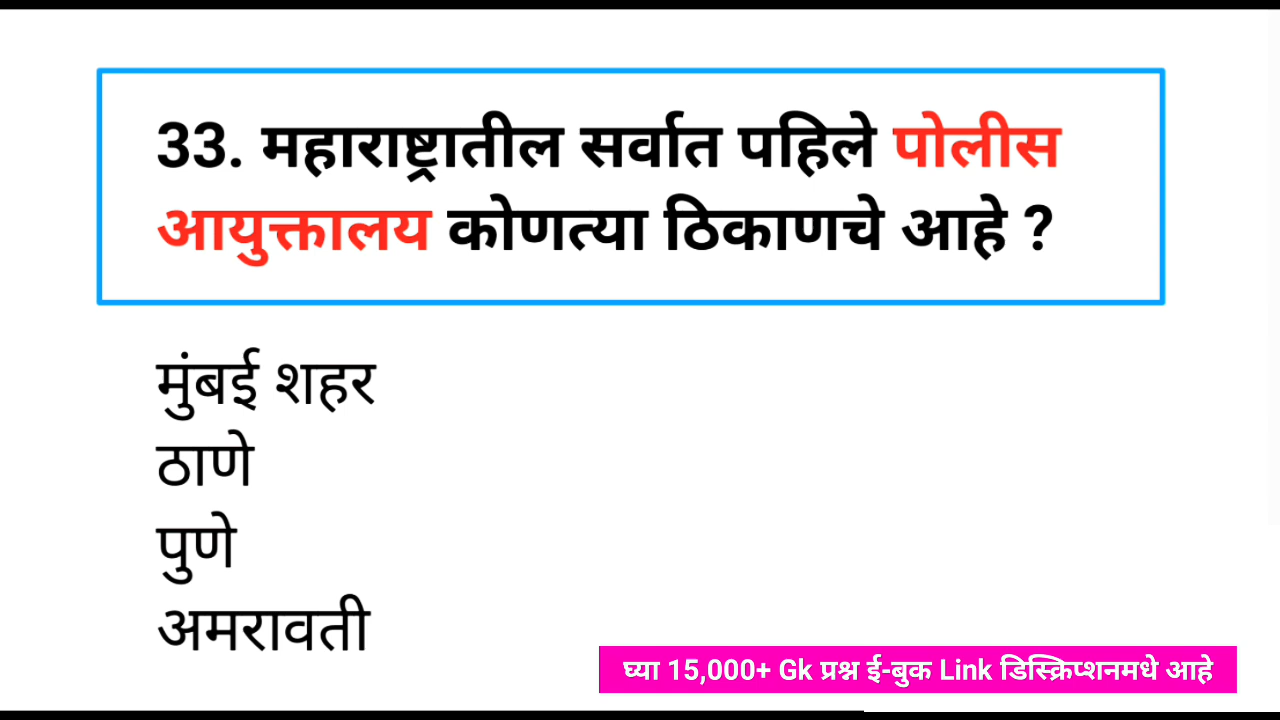 33. महाराष्ट्रातील सर्वात पहिले पोलीस
आयुक्तालय कोणत्या ठिकाणचे आहे ?
मुंबई शहर
ठाणे
पुणे
अमरावती
घ्या 15,000+ Gk प्रश्न ई-बुक Link डिस्क्रिप्शनमधे आहे